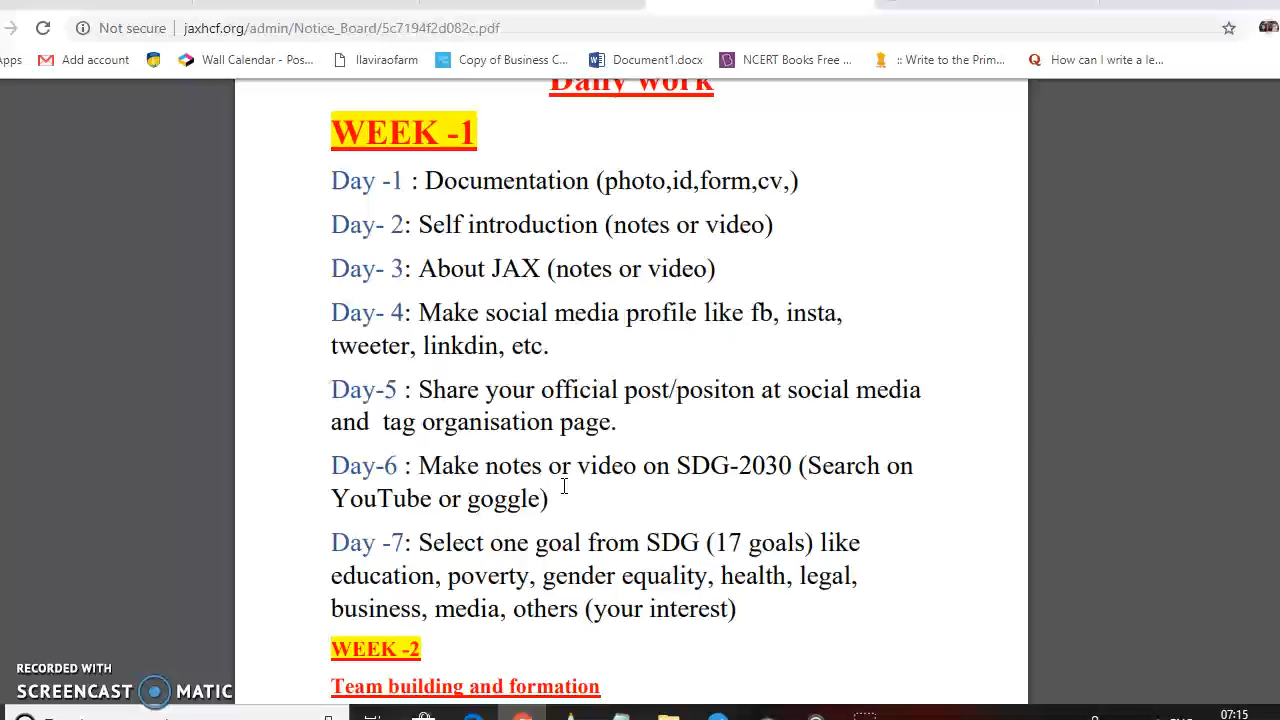 Not secure jaxhcf.org/admin/Notice_Board/5c7194f2d082c.pdf
Apps Add account Wall Calendar - Pos... llaviraofarm Copy of Business C... Document1.docx NCERT Books Free ... :: Write to the Prim... How can I write a le...
Daily work
WEEK -1
Day -1 : Documentation (photo,id,form,cv,)
Day- 2: Self introduction (notes or video)
Day- 3: About JAX (notes or video)
Day- 4: Make social media profile like fb, insta,
tweeter, linkdin, etc.
Day-5 : Share your official post/positon at social media
and tag organisation page.
Day-6 : Make notes or video on SDG-2030 (Search on
YouTube or goggle)
Day -7: Select one goal from SDG (17 goals) like
education, poverty, gender equality, health, legal,
business, media, others (your interest)
WEEK -2
Team building and formation
RECORDED WITH
SCREENCAST MATIC
07:15